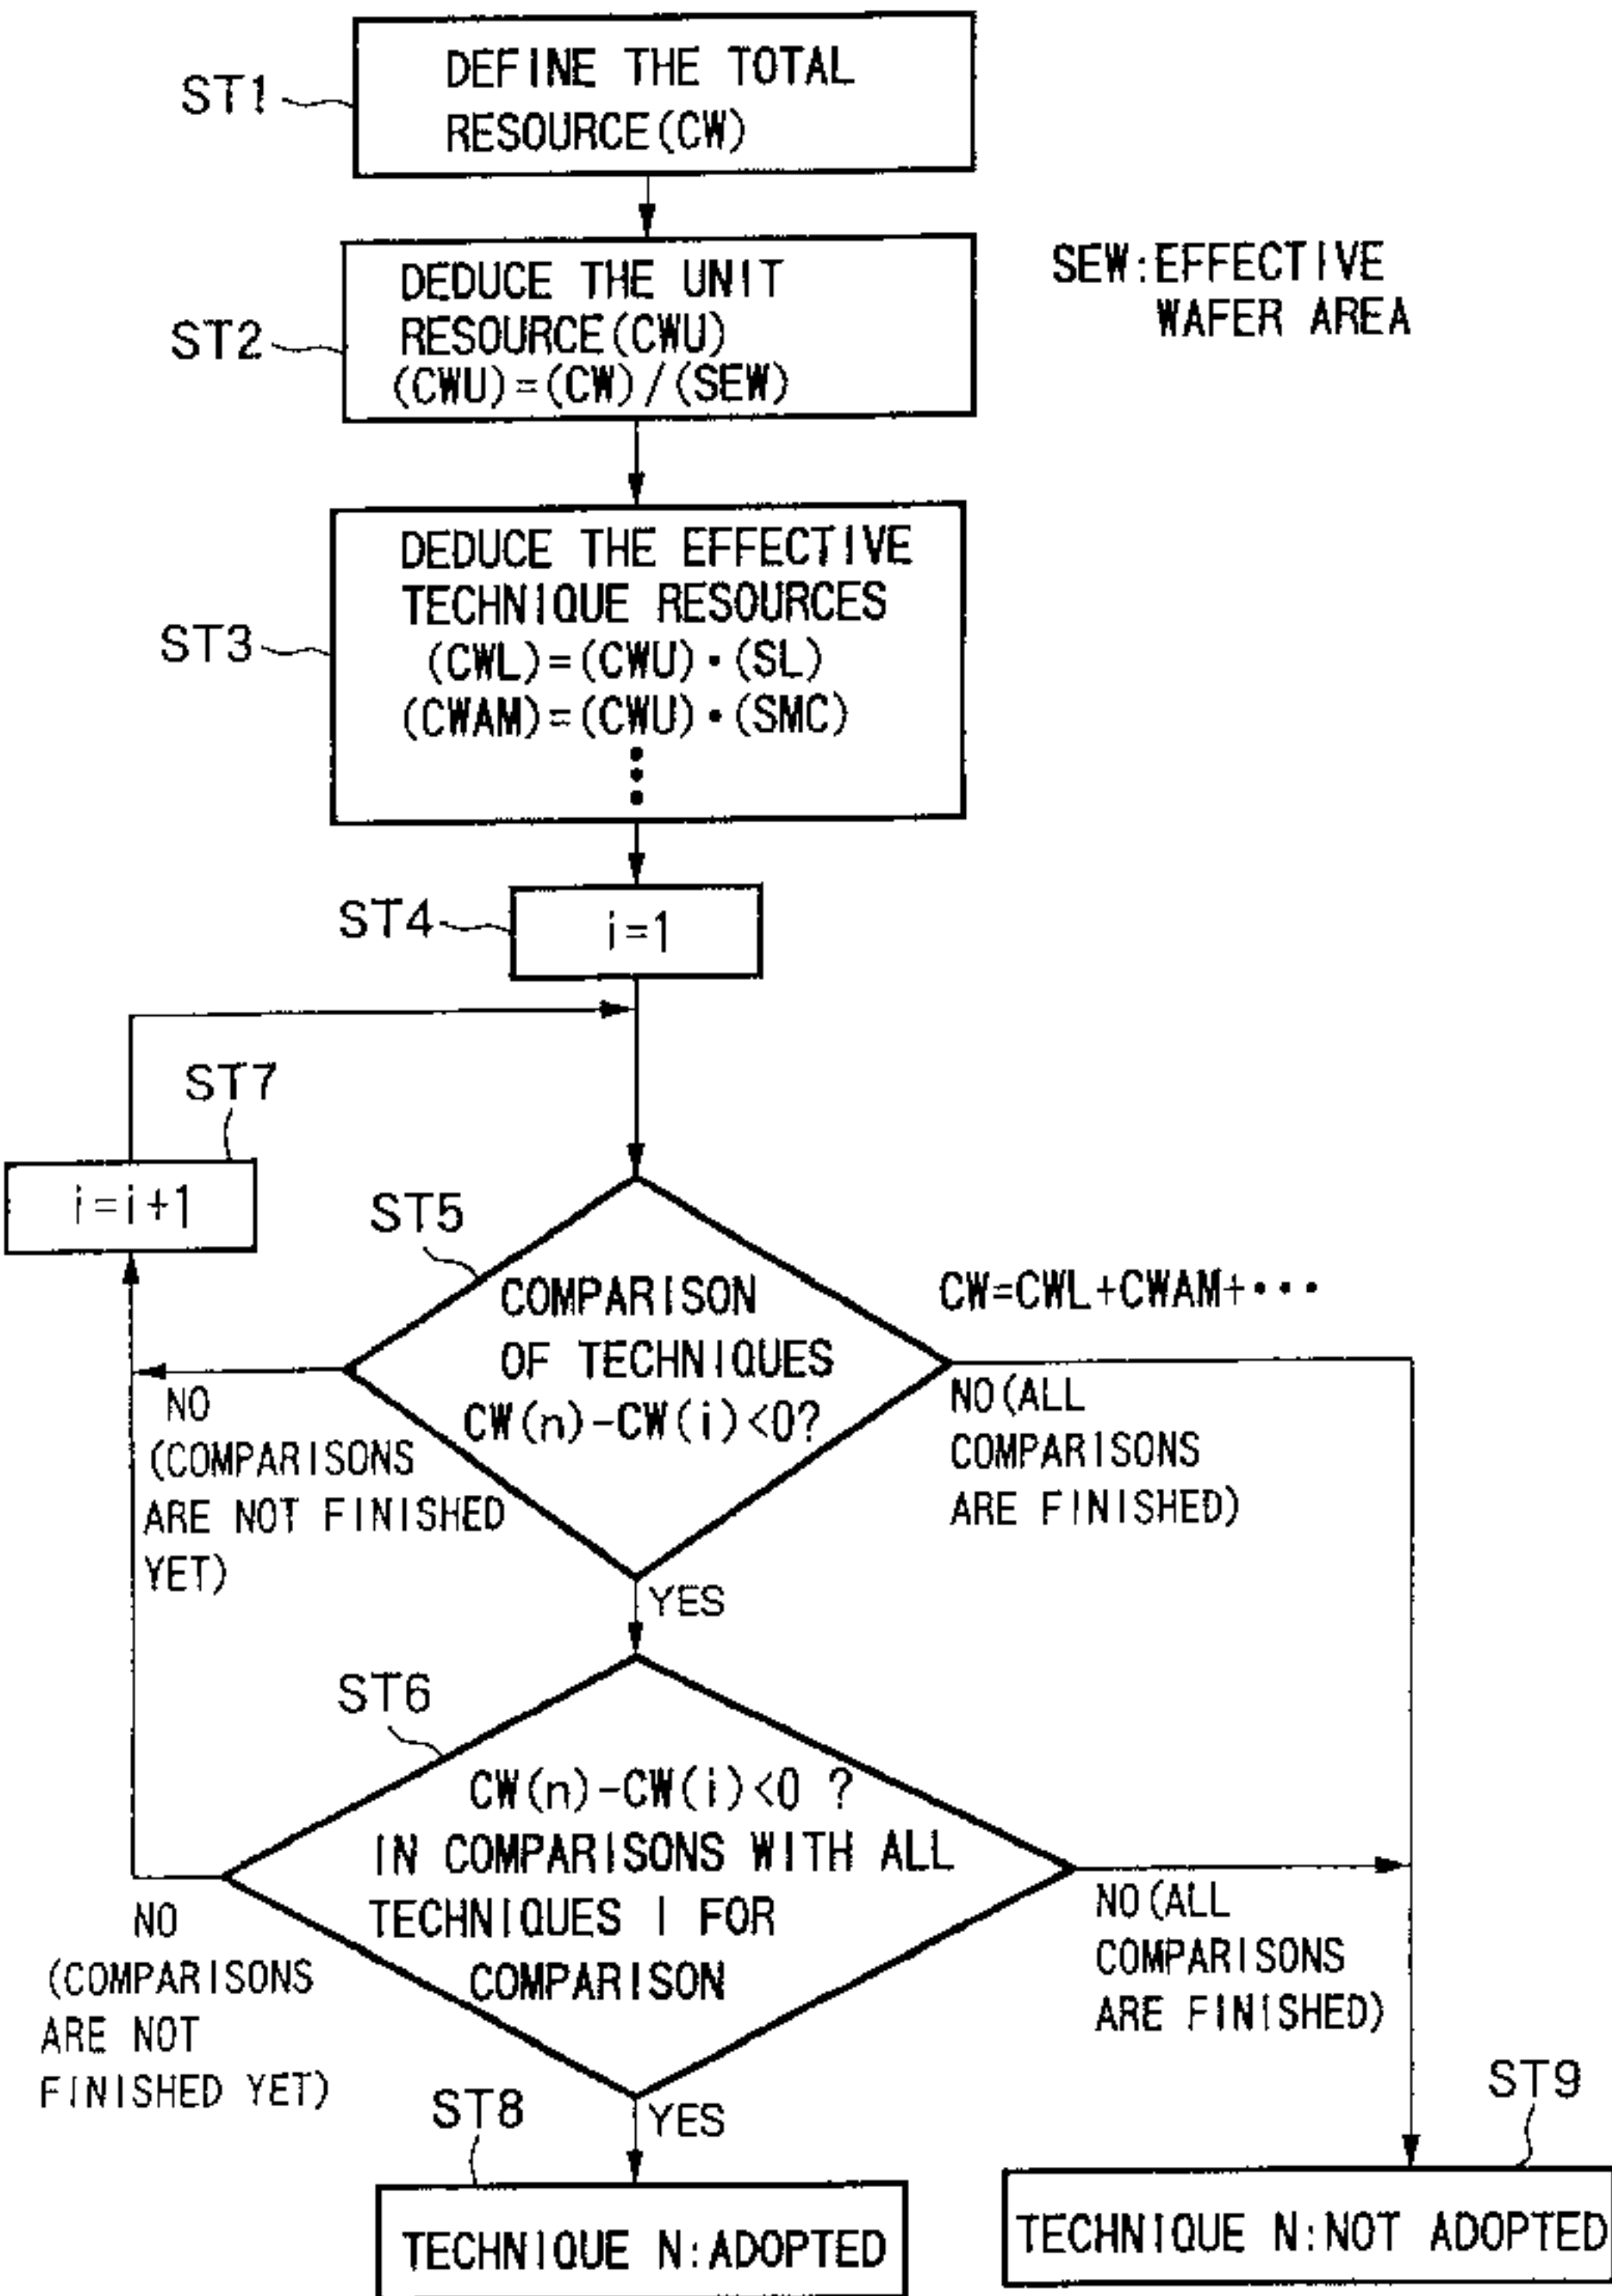 ST1
DEFINE THE TOTAL
RESOURCE(CW)
ST2
DEDUCE THE UNIT
RESOURCE(CWU)
(CWU)=(CW)/(SEW)
SEW:EFFECTIVE
WAFER AREA
ST3
DEDUCE THE EFFECTIVE
TECHNIQUE RESOURCES
(CWL)=(CWU)•(SL)
(CWAM)=(CWU)•(SMC)
⋮
ST4
i=1
ST7
i=i+1
ST5
COMPARISON
OF TECHNIQUES
CW(n)-CW(i)<0?
CW=CWL+CWAM+•••
NO
(COMPARISONS
ARE NOT FINISHED
YET)
NO(ALL
COMPARISONS
ARE FINISHED)
YES
ST6
CW(n)-CW(i)<0 ?
IN COMPARISONS WITH ALL
TECHNIQUES I FOR
COMPARISON
NO
(COMPARISONS
ARE NOT
FINISHED YET)
NO(ALL
COMPARISONS
ARE FINISHED)
YES
ST8
TECHNIQUE N:ADOPTED
ST9
TECHNIQUE N:NOT ADOPTED